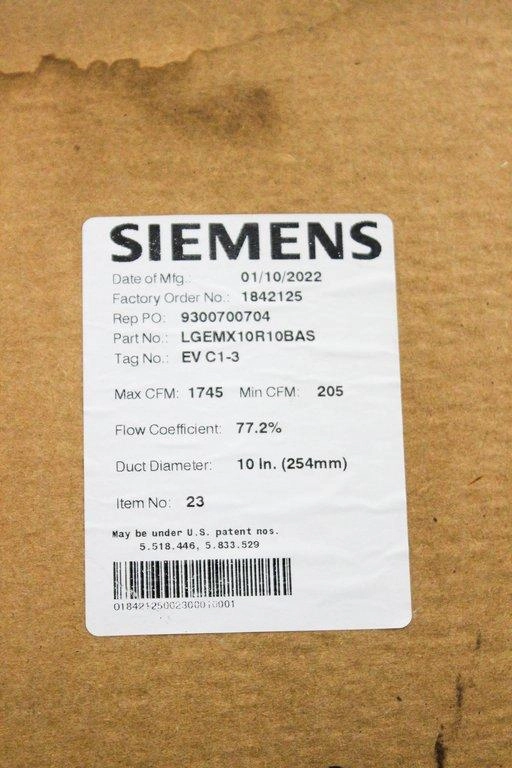 SIEMENS
Date of Mfg.: 01/10/2022
Factory Order No.: 1842125
Rep PO: 9300700704
Part No.: LGEMX10R10BAS
Tag No.: EV C1-3
Max CFM: 1745 Min CFM: 205
Flow Coefficient: 77.2%
Duct Diameter: 10 In. (254mm)
Item No: 23
May be under U.S. patent nos.
5.518.446, 5.833.529
01842125002300010001